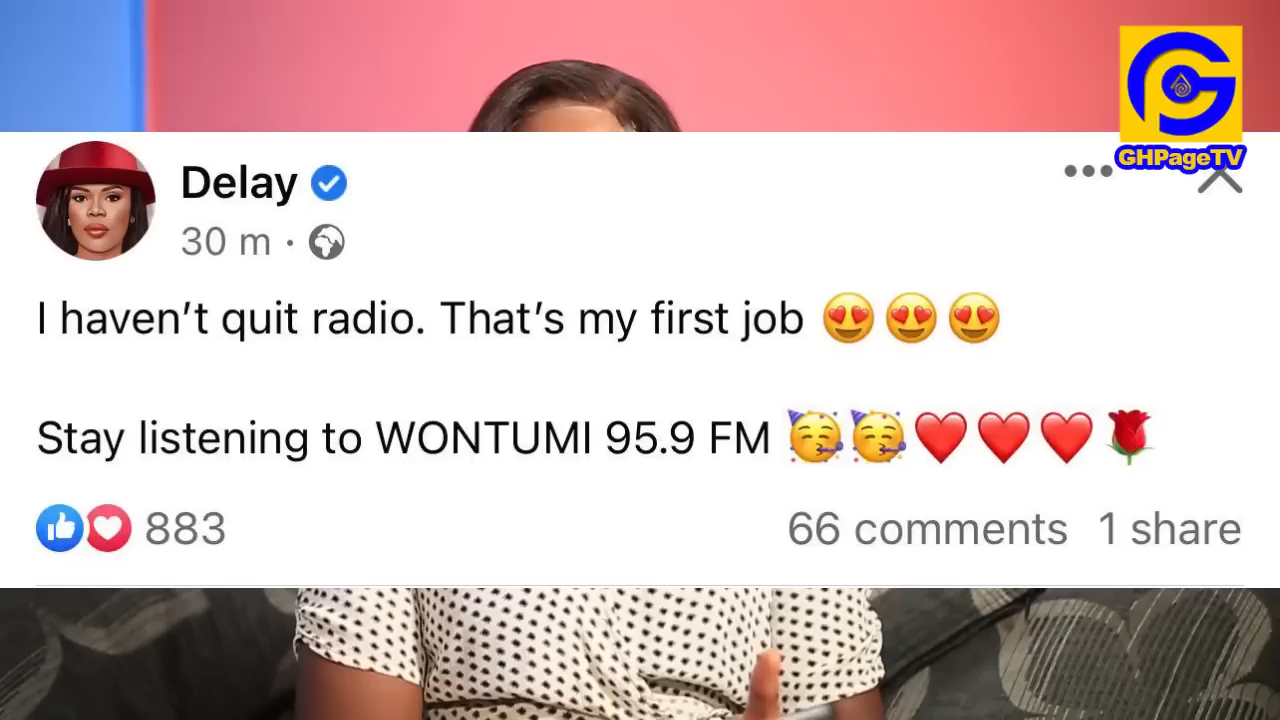 GHPageTV
Delay
30 m ·
I haven't quit radio. That's my first job 😍😍😍
Stay listening to WONTUMI 95.9 FM 🥳🥳❤️❤️❤️🌹
883
66 comments 1 share